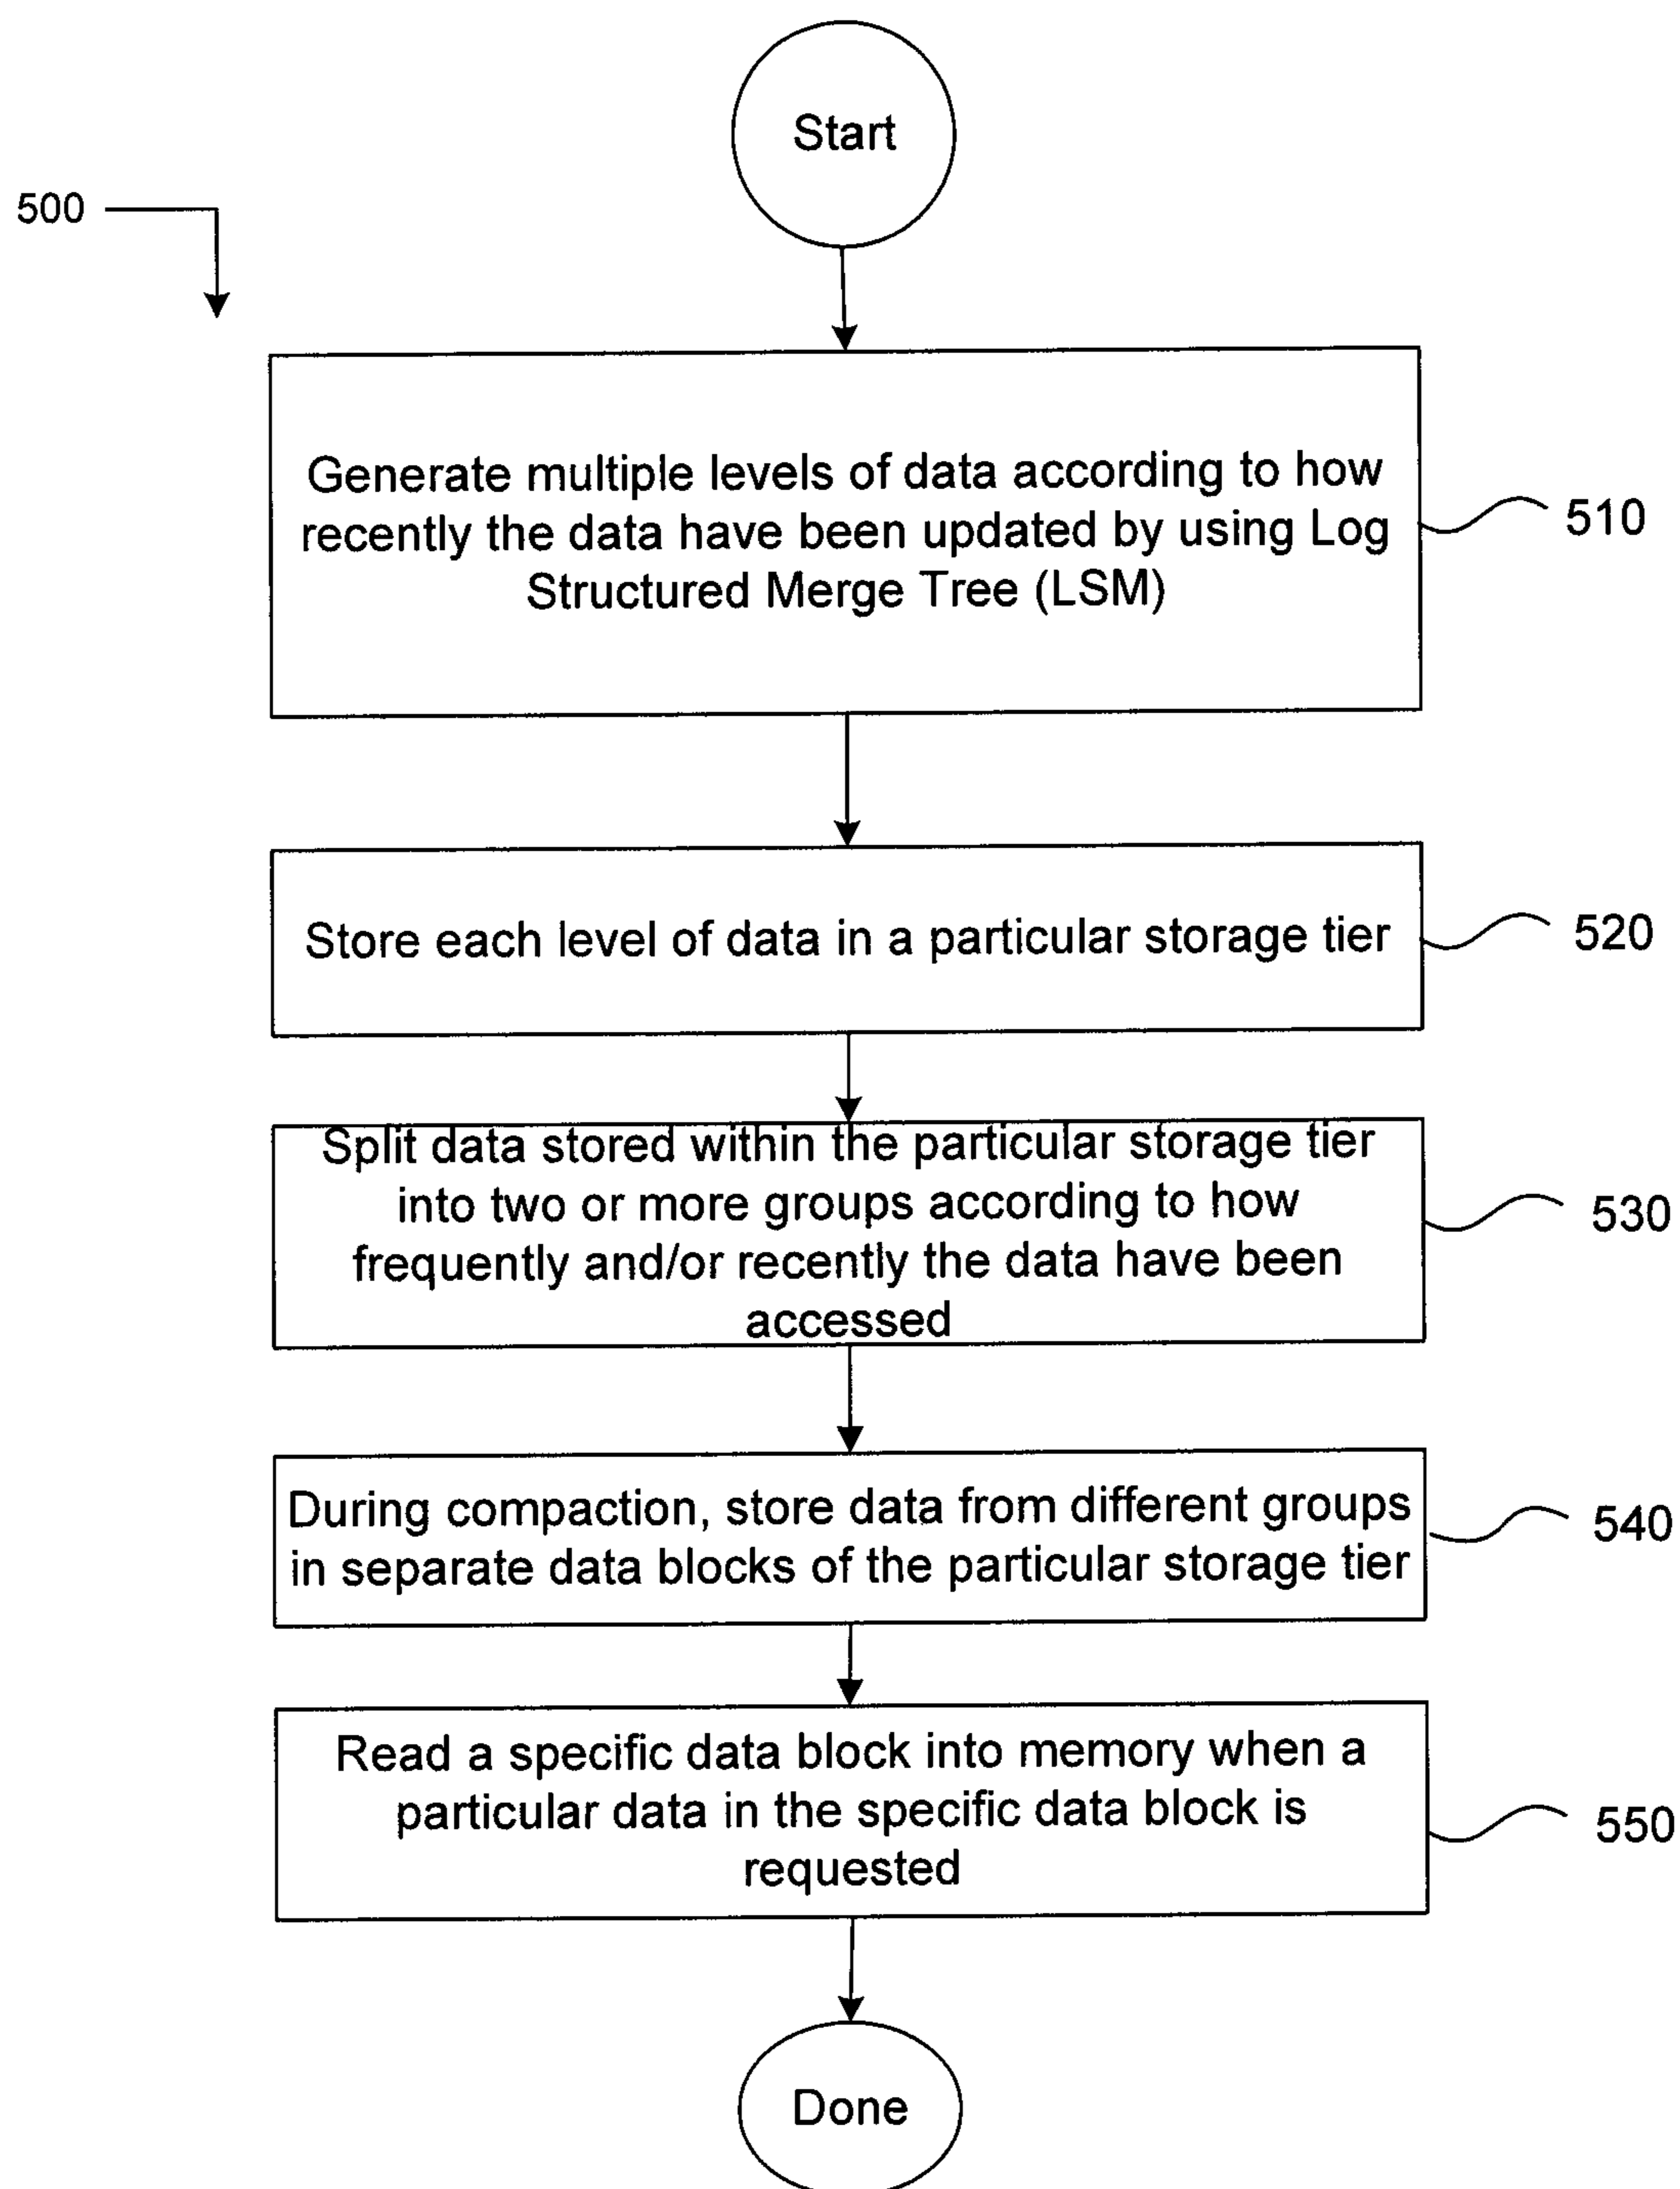 Start
500
Generate multiple levels of data according to how
recently the data have been updated by using Log
Structured Merge Tree (LSM)
510
Store each level of data in a particular storage tier
520
Split data stored within the particular storage tier
into two or more groups according to how
frequently and/or recently the data have been
accessed
530
During compaction, store data from different groups
in separate data blocks of the particular storage tier
540
Read a specific data block into memory when a
particular data in the specific data block is
requested
550
Done